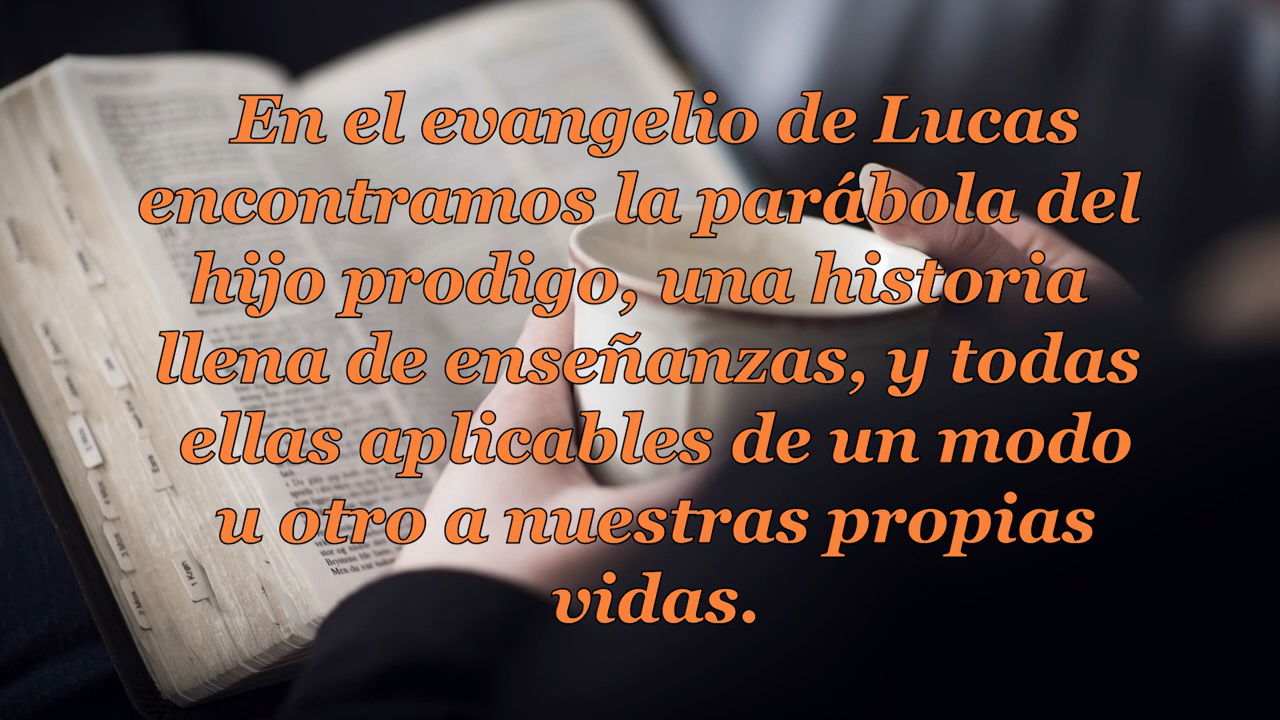 En el evangelio de Lucas
encontramos la parábola del
hijo prodigo, una historia
llena de enseñanzas, y todas
ellas aplicables de un modo
u otro a nuestras propias
vidas.